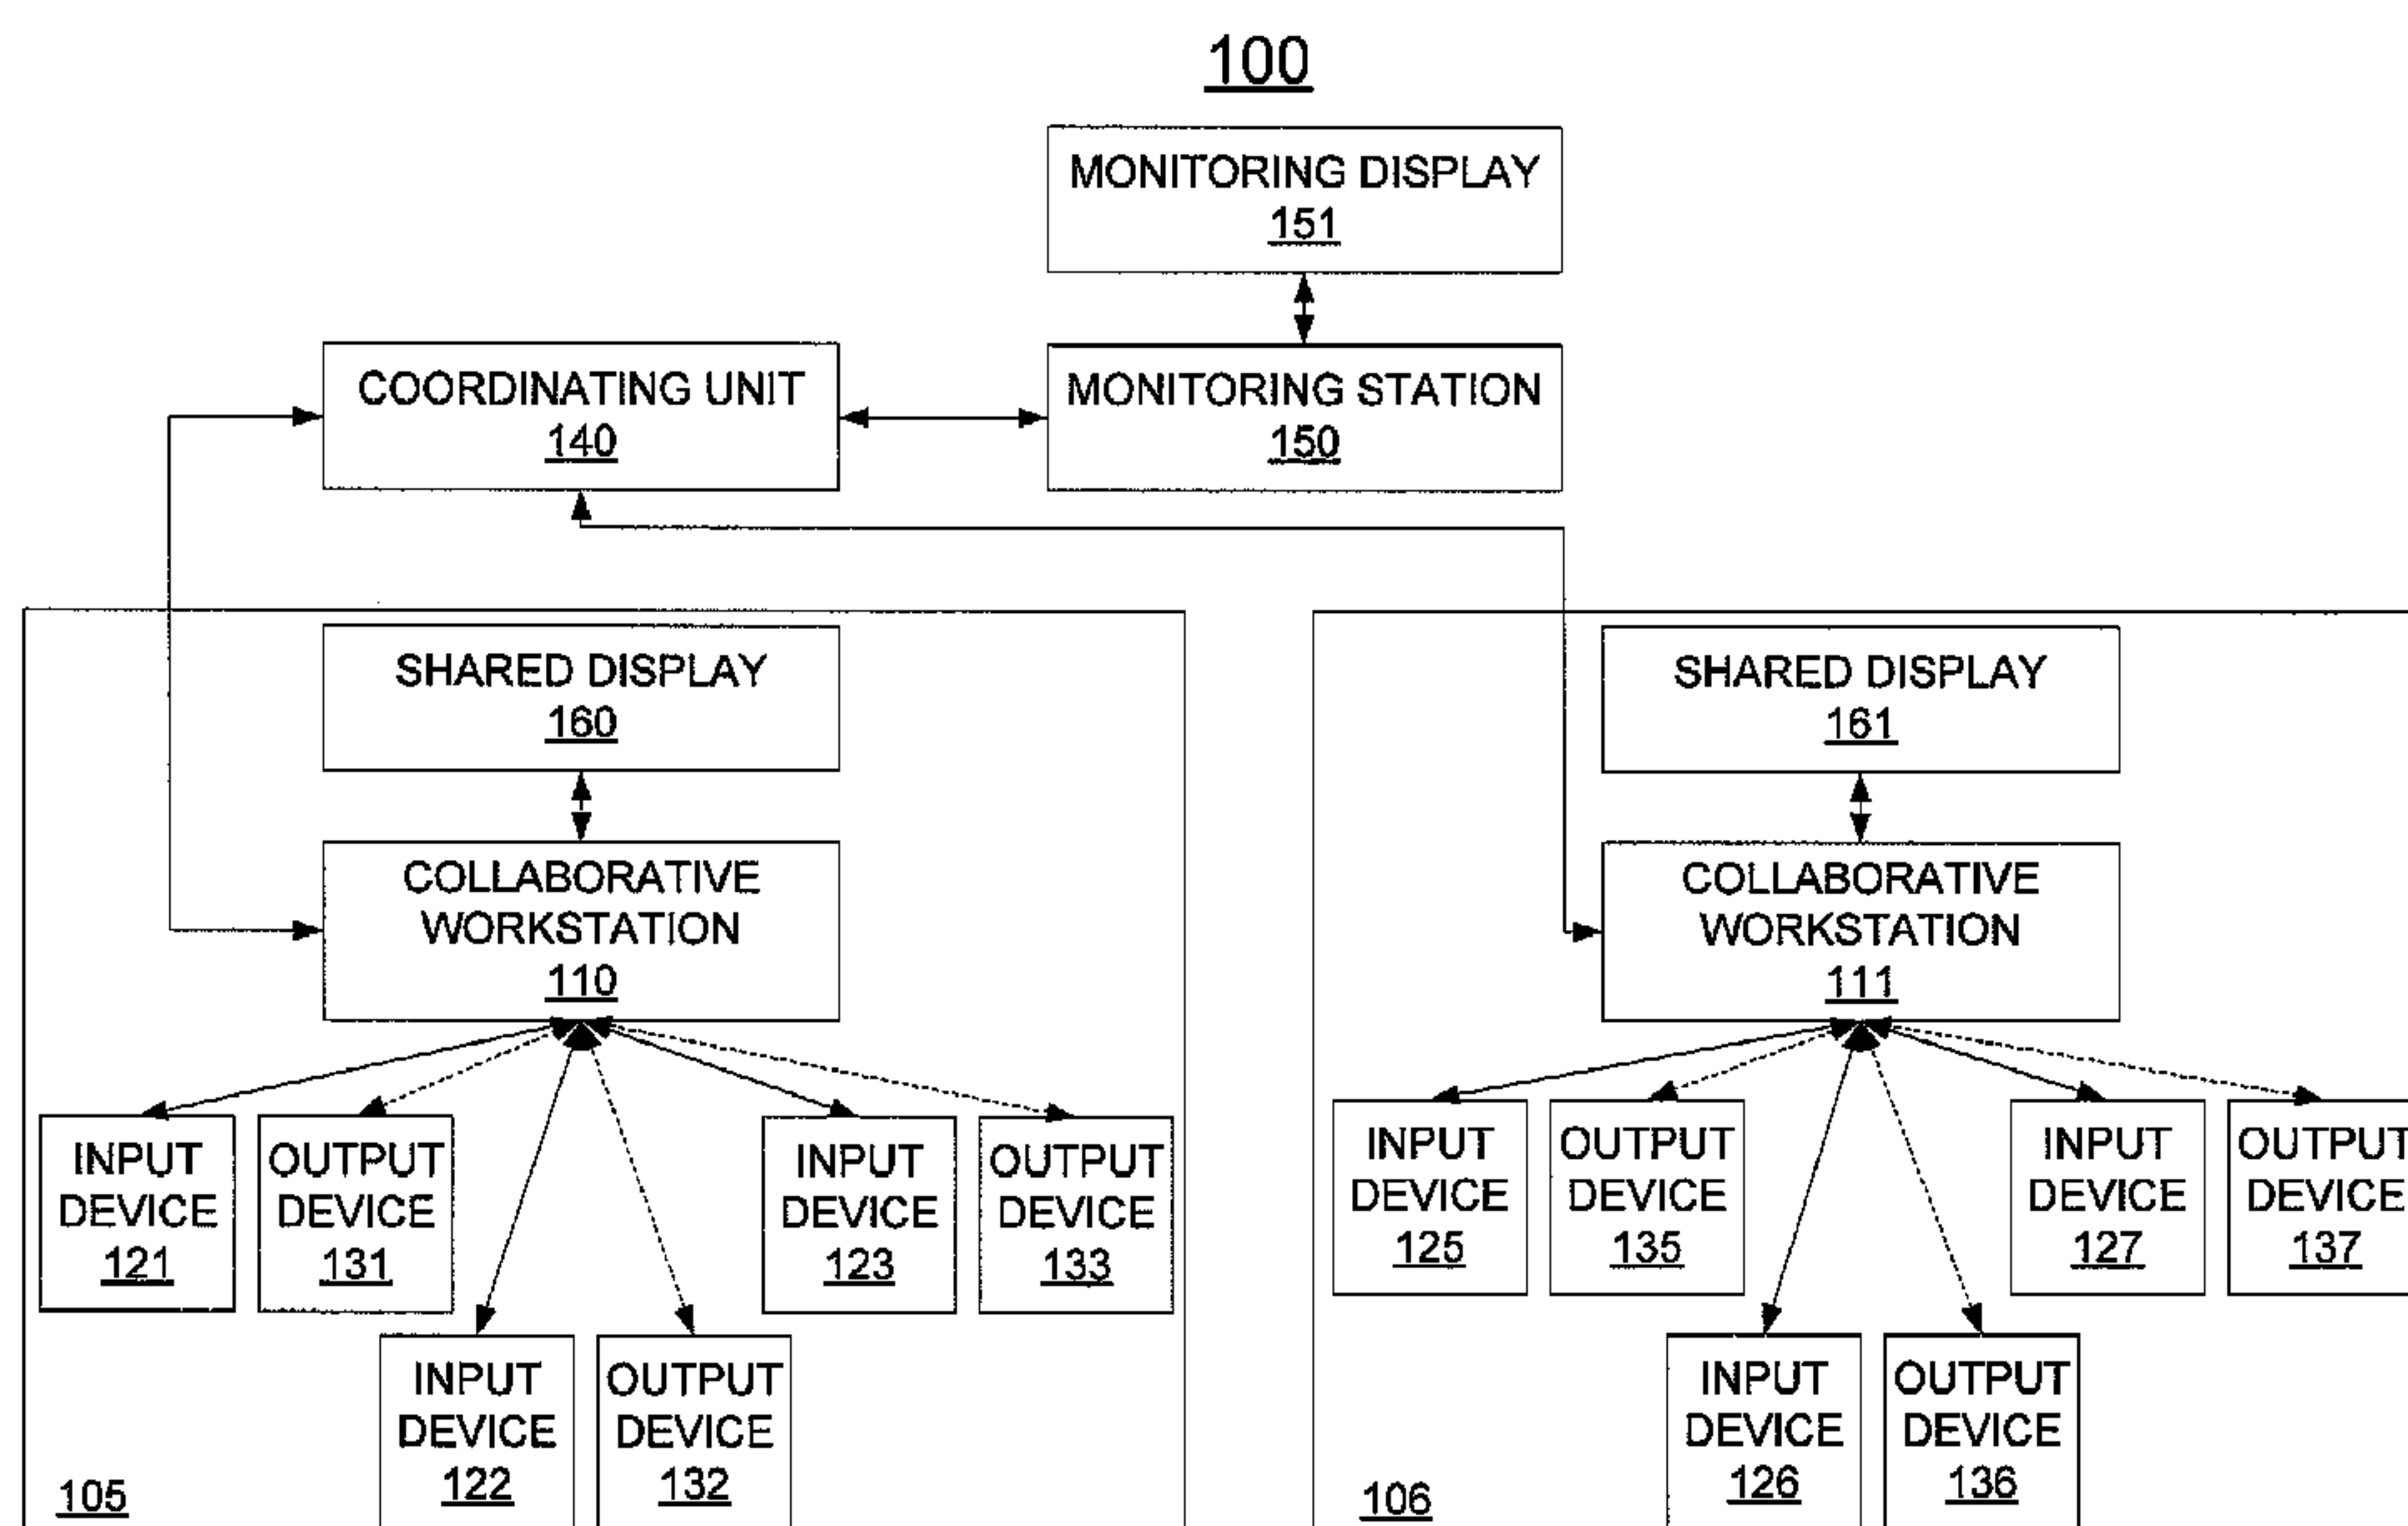 100
MONITORING DISPLAY
151
COORDINATING UNIT
140
MONITORING STATION
150
SHARED DISPLAY
160
SHARED DISPLAY
161
COLLABORATIVE
WORKSTATION
110
COLLABORATIVE
WORKSTATION
111
INPUT
DEVICE
121
OUTPUT
DEVICE
131
INPUT
DEVICE
123
OUTPUT
DEVICE
133
INPUT
DEVICE
125
OUTPUT
DEVICE
135
INPUT
DEVICE
127
OUTPUT
DEVICE
137
INPUT
DEVICE
122
OUTPUT
DEVICE
132
INPUT
DEVICE
126
OUTPUT
DEVICE
136
105
106